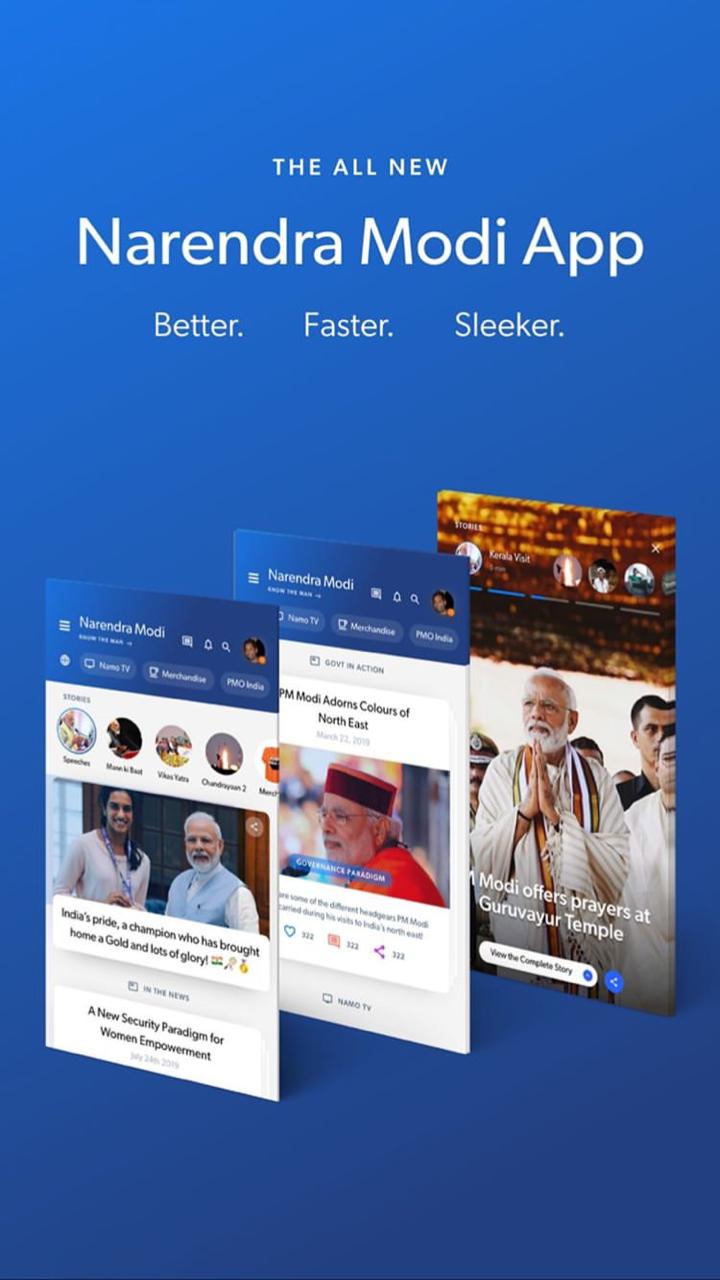 THE ALL NEW
Narendra Modi App
Better. Faster. Sleeker.
Narendra Modi
KNOW THE MAN →
Namo TV
Merchandise
PMO India
STORIES
Speeches
Mann ki Baat
Vikas Yatra
Chandrayaan 2
Merch
India's pride, a champion who has brought
home a Gold and lots of glory! 🇮🇳🏸🥇
IN THE NEWS
A New Security Paradigm for
Women Empowerment
July 24th 2019
Narendra Modi
KNOW THE MAN →
Namo TV
Merchandise
PMO India
GOVT IN ACTION
PM Modi Adorns Colours of
North East
March 22, 2019
GOVERNANCE PARADIGM
are some of the different headgears PM Modi
carried during his visits to India's north east!
322
322
322
NAMO TV
STORIES
Kerala Visit
Modi offers prayers at
Guruvayur Temple
View the Complete Story